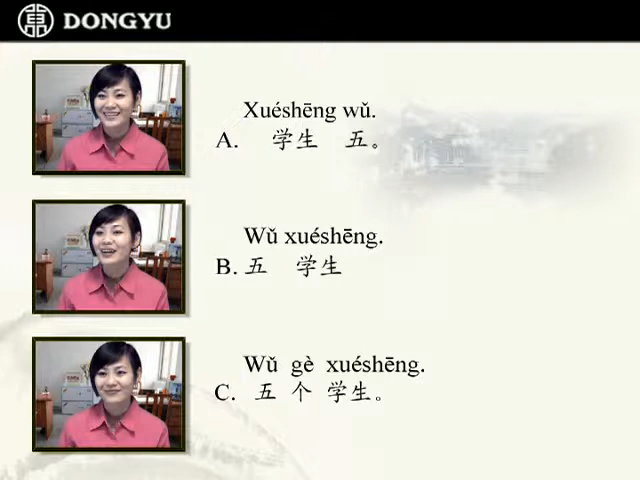 DONGYU
Xuéshēng wǔ.
A. 学生 五。
Wǔ xuéshēng.
B. 五 学生
Wǔ gè xuéshēng.
C. 五 个 学生。